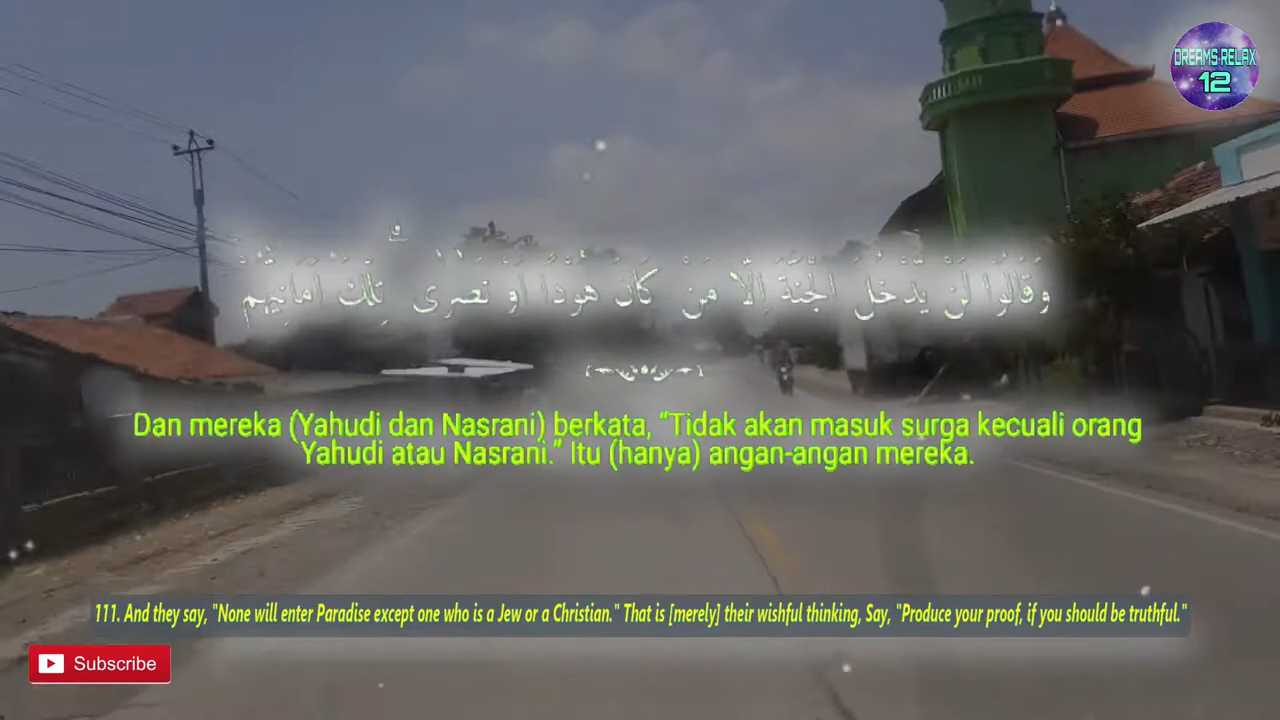 DREAMS RELAX
12
وَقَالُوْا لَنْ يَّدْخُلَ الْجَنَّةَ اِلَّا مَنْ كَانَ هُوْدًا اَوْ نَصٰرٰى ۗ تِلْكَ اَمَانِيُّهُمْ
Dan mereka (Yahudi dan Nasrani) berkata, “Tidak akan masuk surga kecuali orang
Yahudi atau Nasrani.” Itu (hanya) angan-angan mereka.
111. And they say, "None will enter Paradise except one who is a Jew or a Christian." That is [merely] their wishful thinking, Say, "Produce your proof, if you should be truthful."
Subscribe